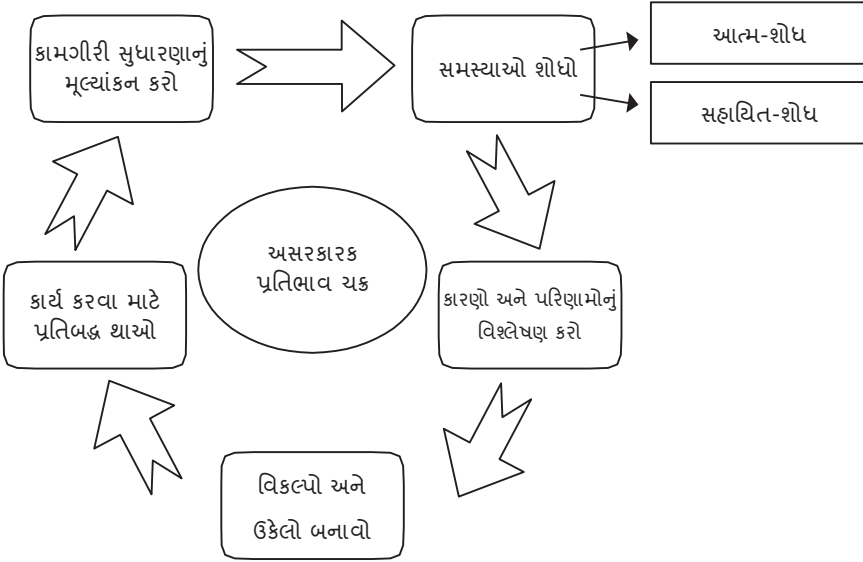 કામગીરી સુધારણાનું
મૂલ્યાંકન કરો
સમસ્યાઓ શોધો
આત્મ-શોધ
સહાયિત-શોધ
અસરકારક
પ્રતિભાવ ચક્ર
કાર્ય કરવા માટે
પ્રતિબદ્ધ થાઓ
કારણો અને પરિણામોનું
વિશ્લેષણ કરો
વિકલ્પો અને
ઉકેલો બનાવો